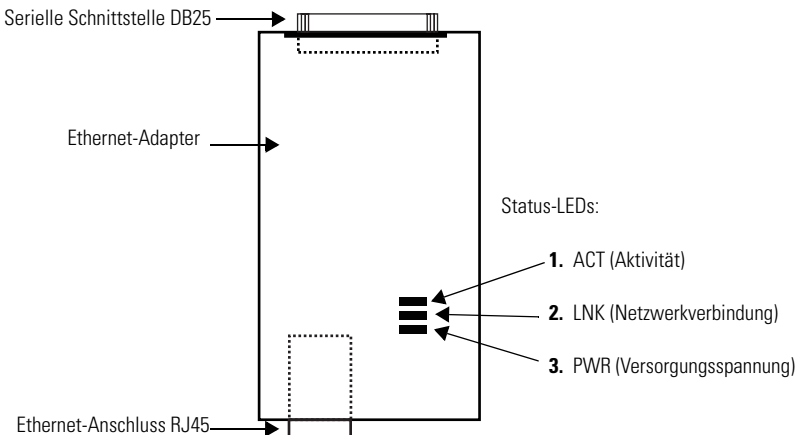 Serielle Schnittstelle DB25
Ethernet-Adapter
Status-LEDs:
1. ACT (Aktivität)
2. LNK (Netzwerkverbindung)
3. PWR (Versorgungsspannung)
Ethernet-Anschluss RJ45